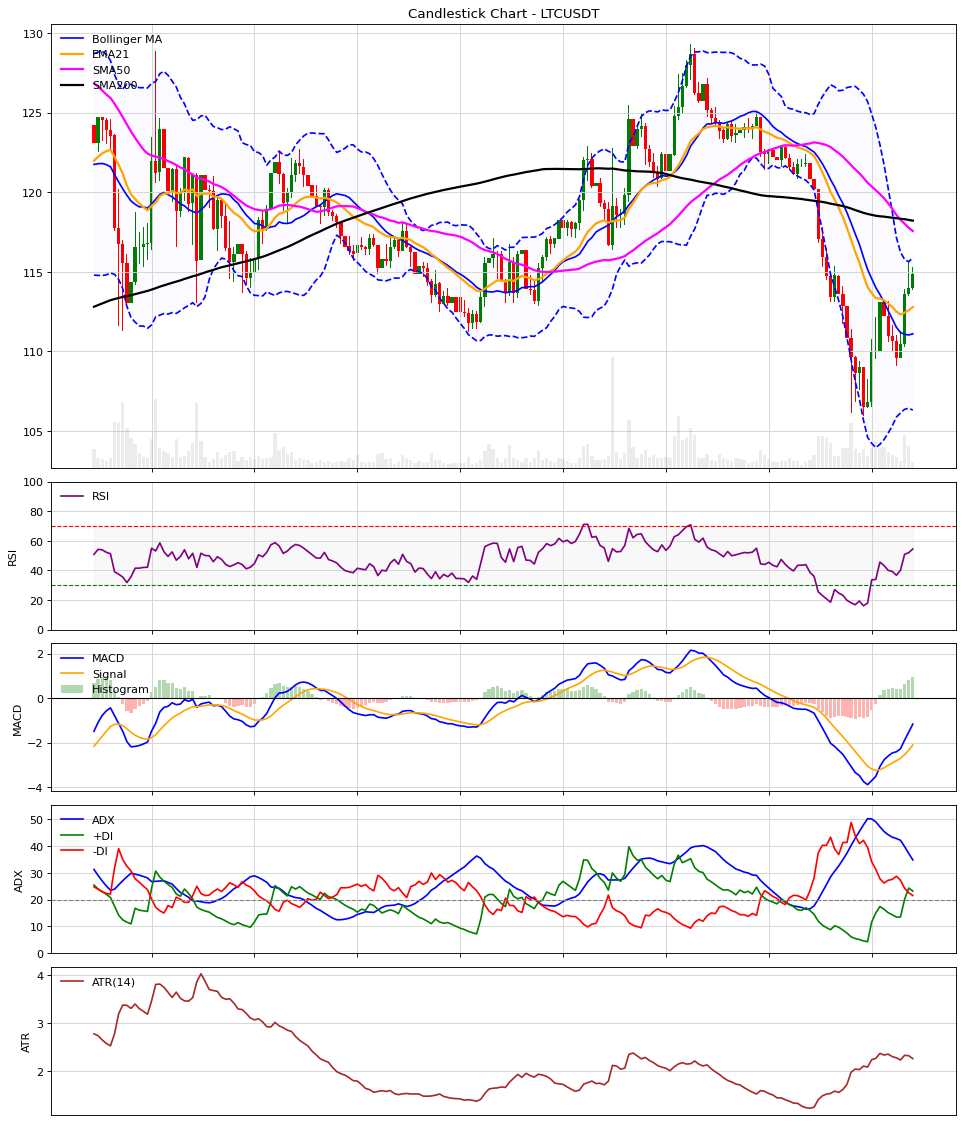 Candlestick Chart - LTCUSDT
130
125
120
115
110
105
Bollinger MA
EMA21
SMA50
SMA200
100
80
60
40
20
0
RSI
RSI
2
0
−2
−4
MACD
MACD
Signal
Histogram
50
40
30
20
10
0
ADX
ADX
+DI
-DI
4
3
2
ATR
ATR(14)